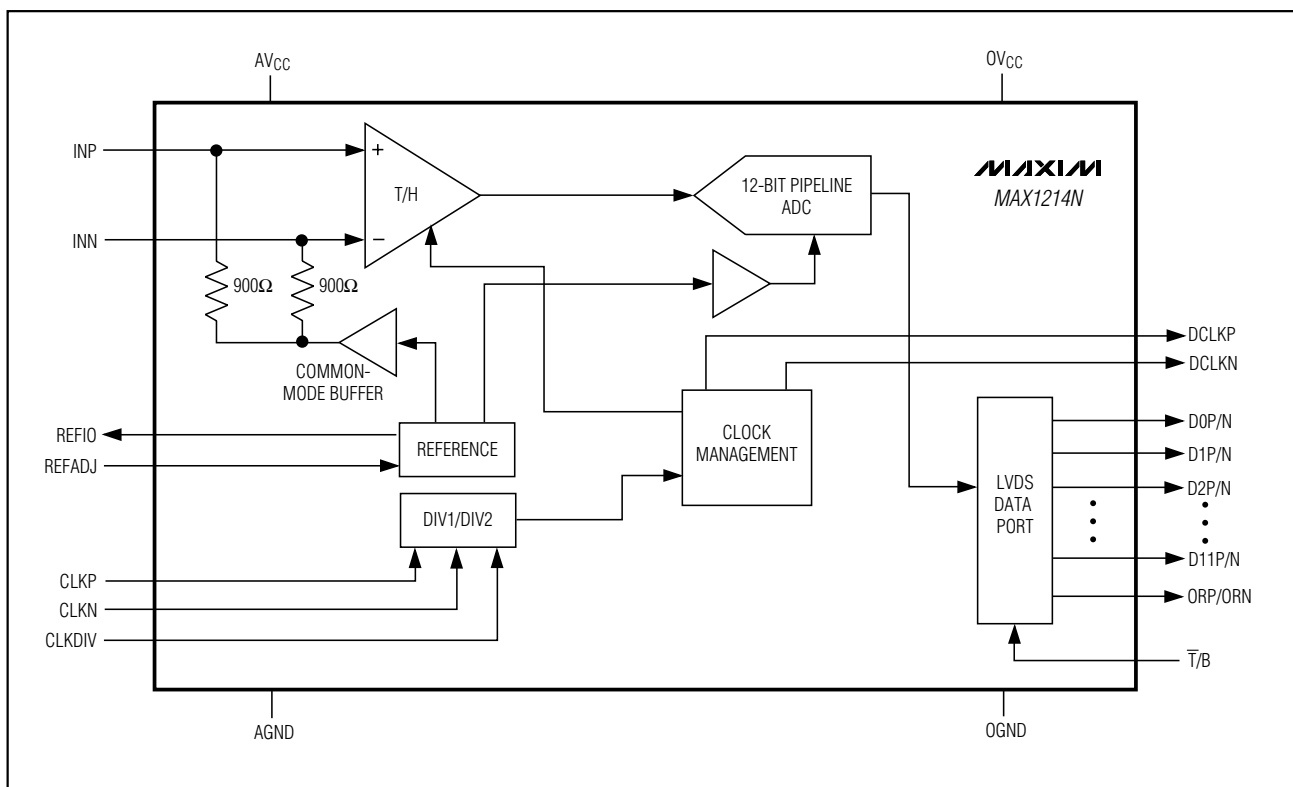 AVCC
OVCC
INP
INN
+
T/H
−
12-BIT PIPELINE
ADC
MAXIM
MAX1214N
900Ω
900Ω
COMMON-
MODE BUFFER
DCLKP
DCLKN
REFIO
REFADJ
REFERENCE
CLOCK
MANAGEMENT
DIV1/DIV2
LVDS
DATA
PORT
D0P/N
D1P/N
D2P/N
D11P/N
ORP/ORN
CLKP
CLKN
CLKDIV
T̅/B
AGND
OGND